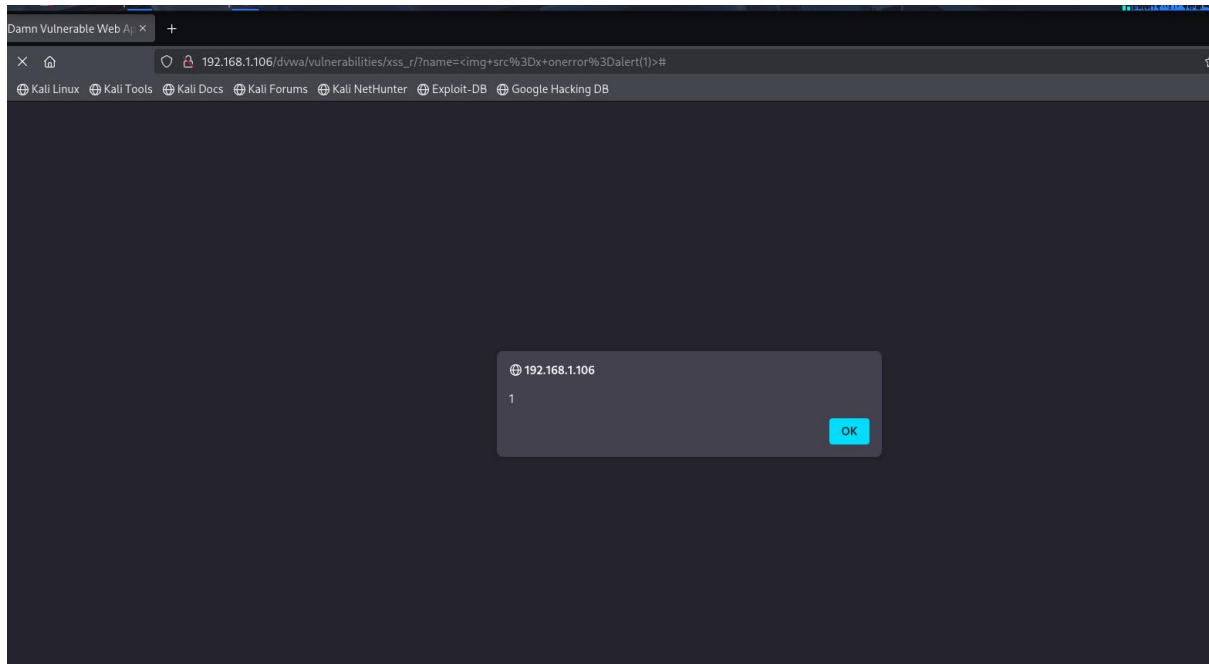 Damn Vulnerable Web Ap
192.168.1.106/dvwa/vulnerabilities/xss_r/?name=<img+src%3Dx+onerror%3Dalert(1)>#
Kali Linux Kali Tools Kali Docs Kali Forums Kali NetHunter Exploit-DB Google Hacking DB
192.168.1.106
1
OK